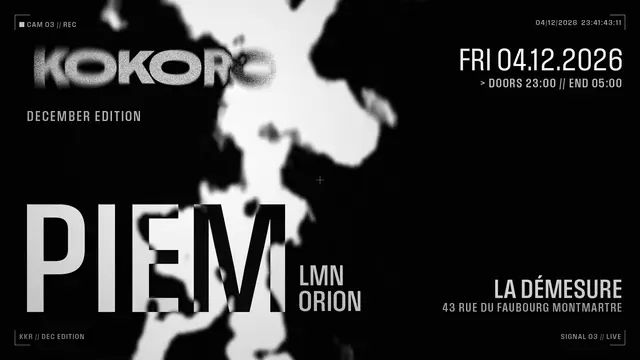 CAM 03 // REC
04/12/2026 23:41:43:11
KOKORO
FRI 04.12.2026
> DOORS 23:00 // END 05:00
DECEMBER EDITION
PIEM
LMN
ORION
LA DÉMESURE
43 RUE DU FAUBOURG MONTMARTRE
KKR // DEC EDITION
SIGNAL 03 // LIVE